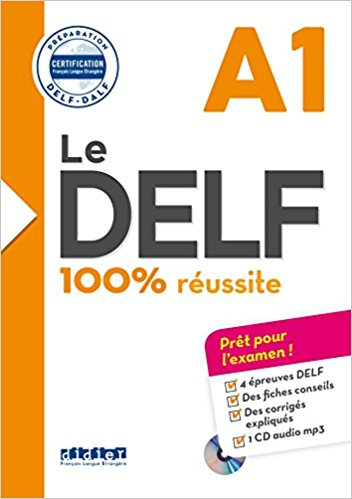 PRÉPARATION
CERTIFICATION
Français Langue Étrangère
DELF-DALF
A1
Le
DELF
100% réussite
Prêt pour
l'examen !
4 épreuves DELF
Des fiches conseils
Des corrigés
expliqués
1 CD audio mp3
didier
Français Langue Étrangère